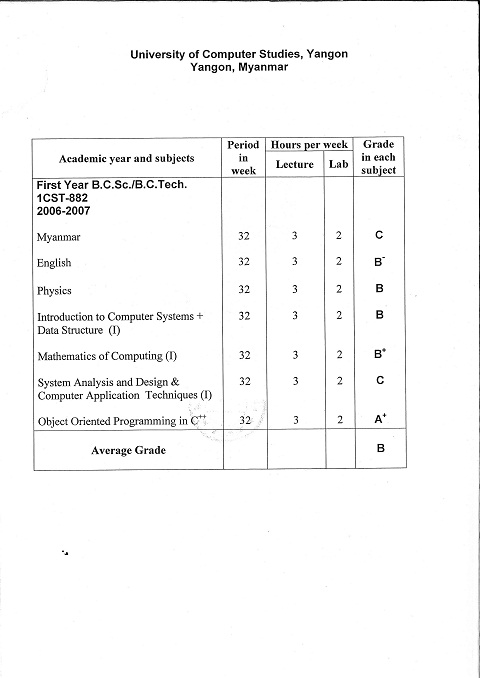 University of Computer Studies, Yangon
Yangon, Myanmar
Academic year and subjects
Period in week
Hours per week
Lecture
Lab
Grade in each subject
First Year B.C.Sc./B.C.Tech.
1CST-882
2006-2007
Myanmar 32 3 2 C
English 32 3 2 B-
Physics 32 3 2 B
Introduction to Computer Systems + 32 3 2 B
Data Structure (I)
Mathematics of Computing (I) 32 3 2 B+
System Analysis and Design & 32 3 2 C
Computer Application Techniques (I)
Object Oriented Programming in C++ 32 3 2 A+
Average Grade B